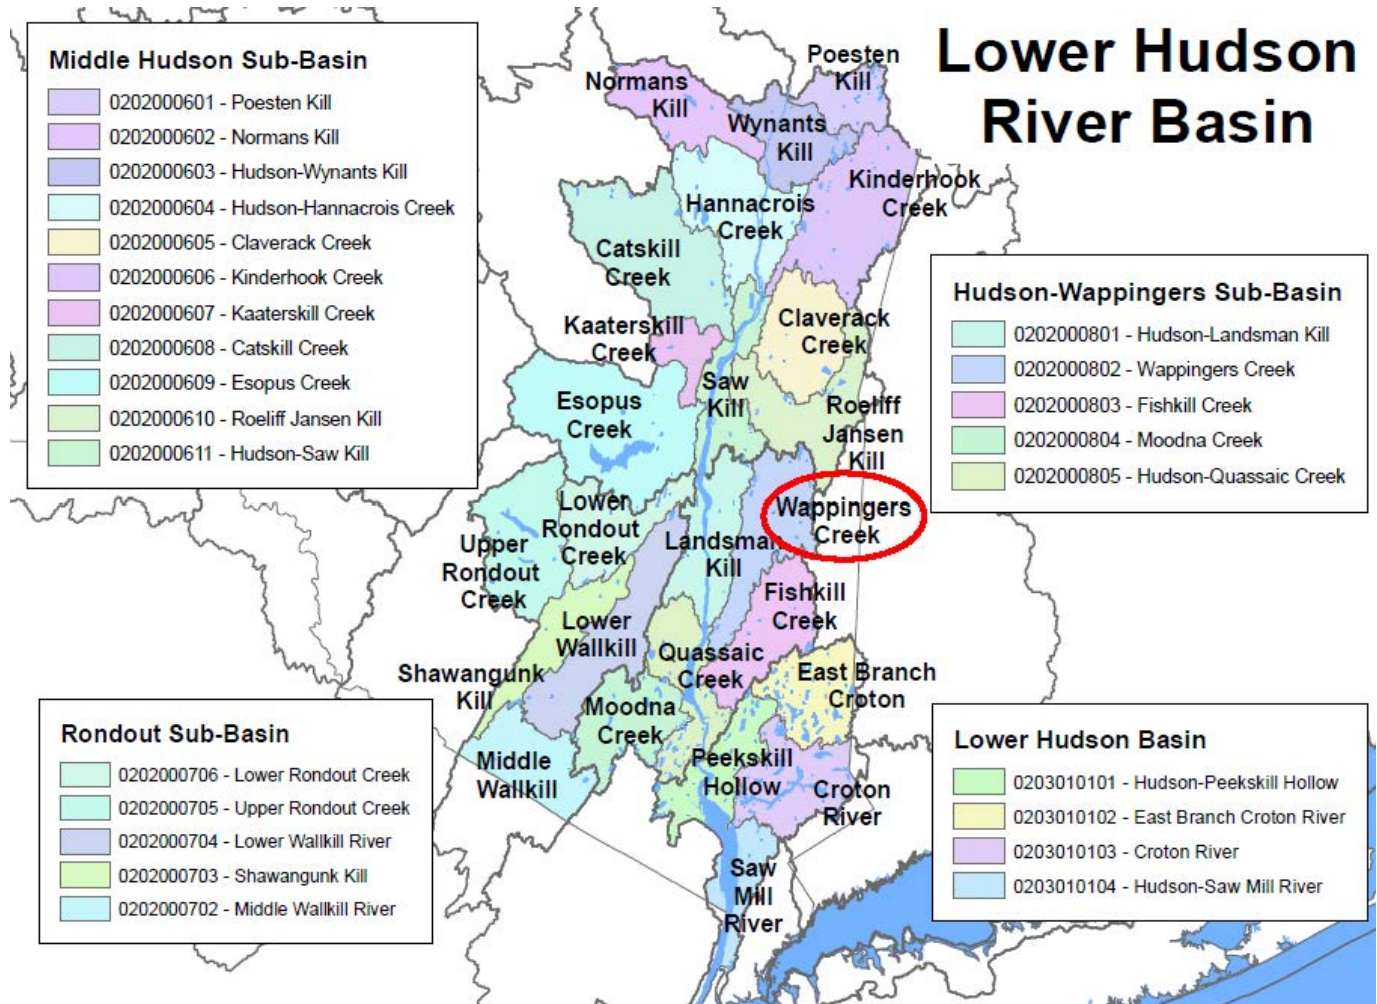 Lower Hudson
River Basin
Middle Hudson Sub-Basin
0202000601 - Poesten Kill
0202000602 - Normans Kill
0202000603 - Hudson-Wynants Kill
0202000604 - Hudson-Hannacrois Creek
0202000605 - Claverack Creek
0202000606 - Kinderhook Creek
0202000607 - Kaaterskill Creek
0202000608 - Catskill Creek
0202000609 - Esopus Creek
0202000610 - Roeliff Jansen Kill
0202000611 - Hudson-Saw Kill
Poesten
Kill
Normans
Kill
Wynants
Kill
Kinderhook
Creek
Hannacrois
Creek
Catskill
Creek
Claverack
Creek
Kaaterskill
Creek
Saw
Kill
Esopus
Creek
Roeliff
Jansen
Kill
Wappingers
Creek
Lower
Rondout
Creek
Upper
Rondout
Creek
Landsman
Kill
Fishkill
Creek
Lower
Wallkill
Quassaic
Creek
Shawangunk
Kill
East Branch
Croton
Moodna
Creek
Middle
Wallkill
Peekskill
Hollow
Croton
River
Saw
Mill
River
Hudson-Wappingers Sub-Basin
0202000801 - Hudson-Landsman Kill
0202000802 - Wappingers Creek
0202000803 - Fishkill Creek
0202000804 - Moodna Creek
0202000805 - Hudson-Quassaic Creek
Rondout Sub-Basin
0202000706 - Lower Rondout Creek
0202000705 - Upper Rondout Creek
0202000704 - Lower Wallkill River
0202000703 - Shawangunk Kill
0202000702 - Middle Wallkill River
Lower Hudson Basin
0203010101 - Hudson-Peekskill Hollow
0203010102 - East Branch Croton River
0203010103 - Croton River
0203010104 - Hudson-Saw Mill River